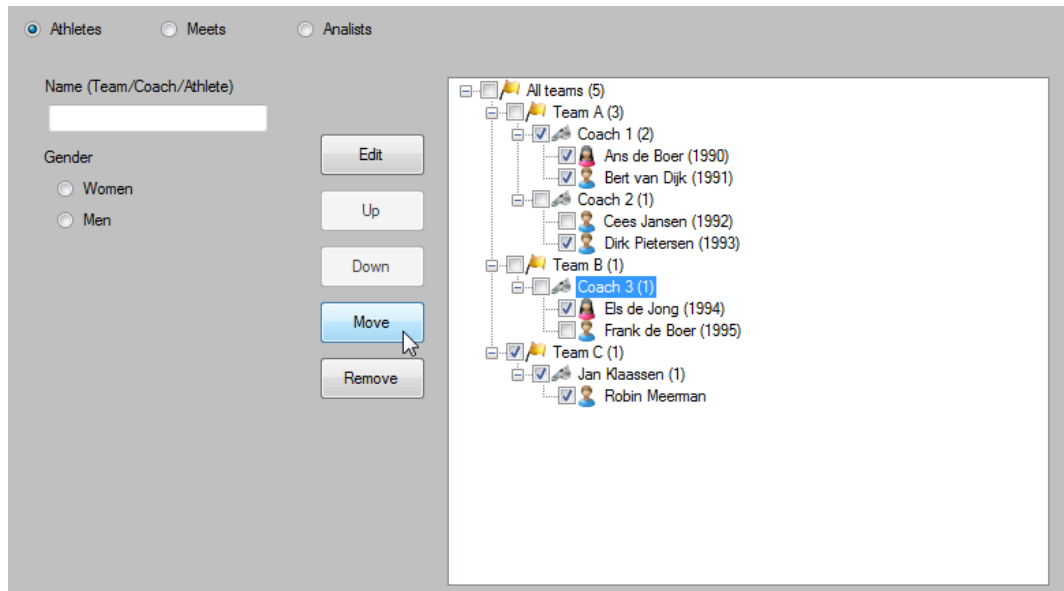 Athletes Meets Analists
Name (Team/Coach/Athlete)
Gender
Women
Men
Edit
Up
Down
Move
Remove
All teams (5)
Team A (3)
Coach 1 (2)
Ans de Boer (1990)
Bert van Dijk (1991)
Coach 2 (1)
Cees Jansen (1992)
Dirk Pietersen (1993)
Team B (1)
Coach 3 (1)
Els de Jong (1994)
Frank de Boer (1995)
Team C (1)
Jan Klaassen (1)
Robin Meerman